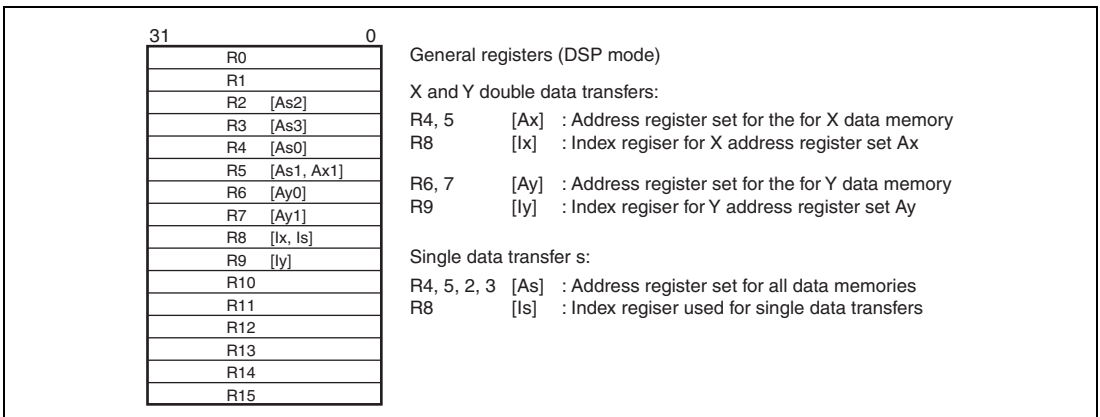 31 0
R0
R1
R2 [As2]
R3 [As3]
R4 [As0]
R5 [As1, Ax1]
R6 [Ay0]
R7 [Ay1]
R8 [Ix, Is]
R9 [Iy]
R10
R11
R12
R13
R14
R15
General registers (DSP mode)
X and Y double data transfers:
R4, 5 [Ax] : Address register set for the for X data memory
R8 [Ix] : Index regiser for X address register set Ax
R6, 7 [Ay] : Address register set for the for Y data memory
R9 [Iy] : Index regiser for Y address register set Ay
Single data transfer s:
R4, 5, 2, 3 [As] : Address register set for all data memories
R8 [Is] : Index regiser used for single data transfers